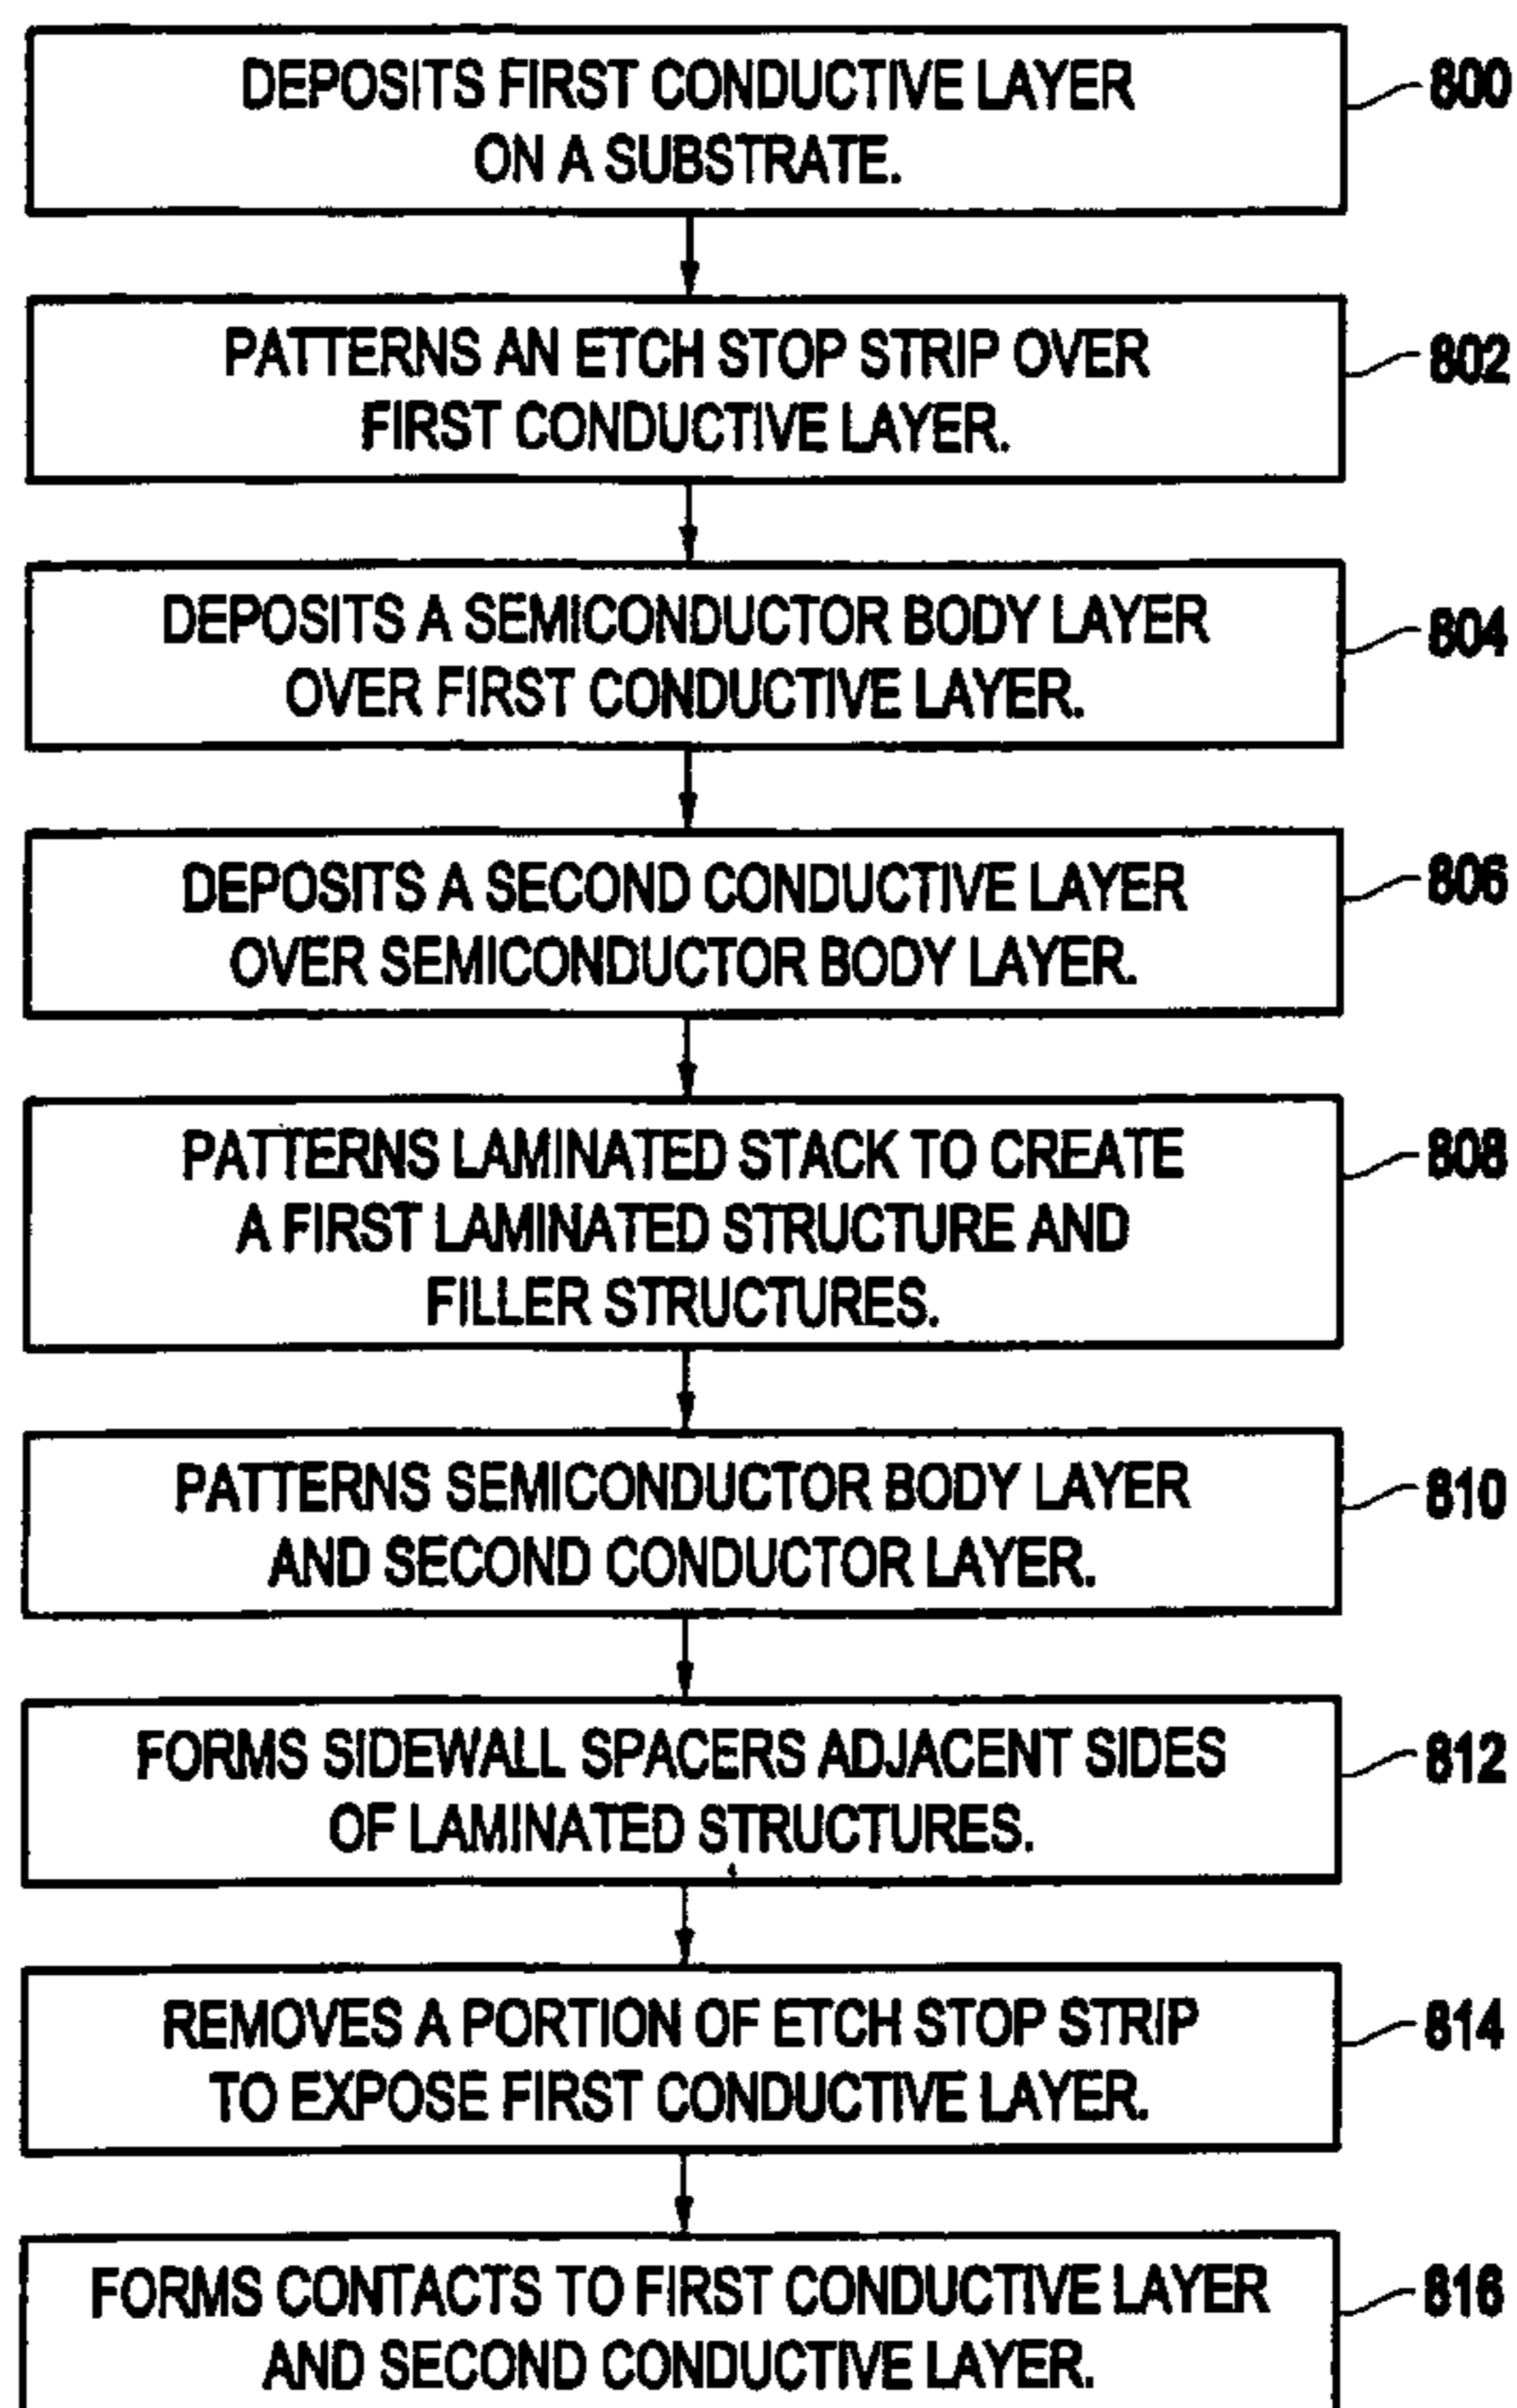 DEPOSITS FIRST CONDUCTIVE LAYER
ON A SUBSTRATE.
800
PATTERNS AN ETCH STOP STRIP OVER
FIRST CONDUCTIVE LAYER.
802
DEPOSITS A SEMICONDUCTOR BODY LAYER
OVER FIRST CONDUCTIVE LAYER.
804
DEPOSITS A SECOND CONDUCTIVE LAYER
OVER SEMICONDUCTOR BODY LAYER.
806
PATTERNS LAMINATED STACK TO CREATE
A FIRST LAMINATED STRUCTURE AND
FILLER STRUCTURES.
808
PATTERNS SEMICONDUCTOR BODY LAYER
AND SECOND CONDUCTOR LAYER.
810
FORMS SIDEWALL SPACERS ADJACENT SIDES
OF LAMINATED STRUCTURES.
812
REMOVES A PORTION OF ETCH STOP STRIP
TO EXPOSE FIRST CONDUCTIVE LAYER.
814
FORMS CONTACTS TO FIRST CONDUCTIVE LAYER
AND SECOND CONDUCTIVE LAYER.
816